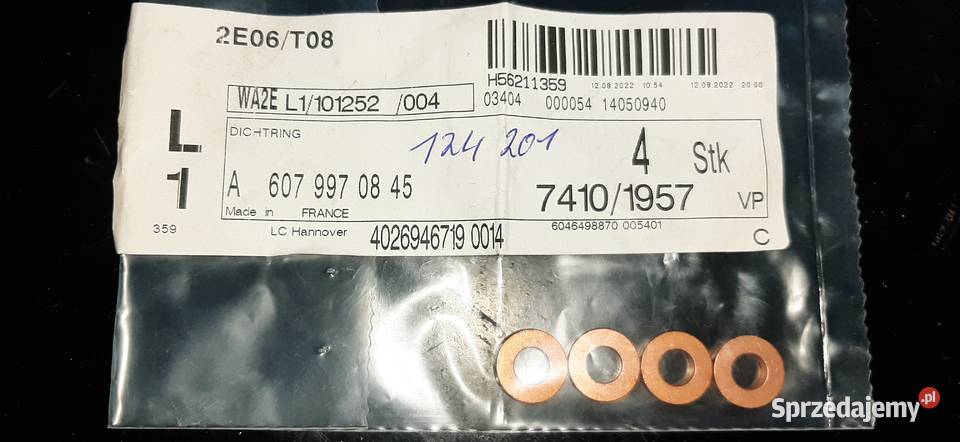 2E06/T08
H56211359
12.08.2022 10:54 12.08.2022 20:00
WA2E L1/101252 /004
03404 000054 14050940
L
1
DICHTRING
124 201
4 Stk
A 607 997 08 45
7410/1957 VP
Made in FRANCE
359
LC Hannover
4026946719 0014
6046498870 005401
C
Sprzedajemy.pl